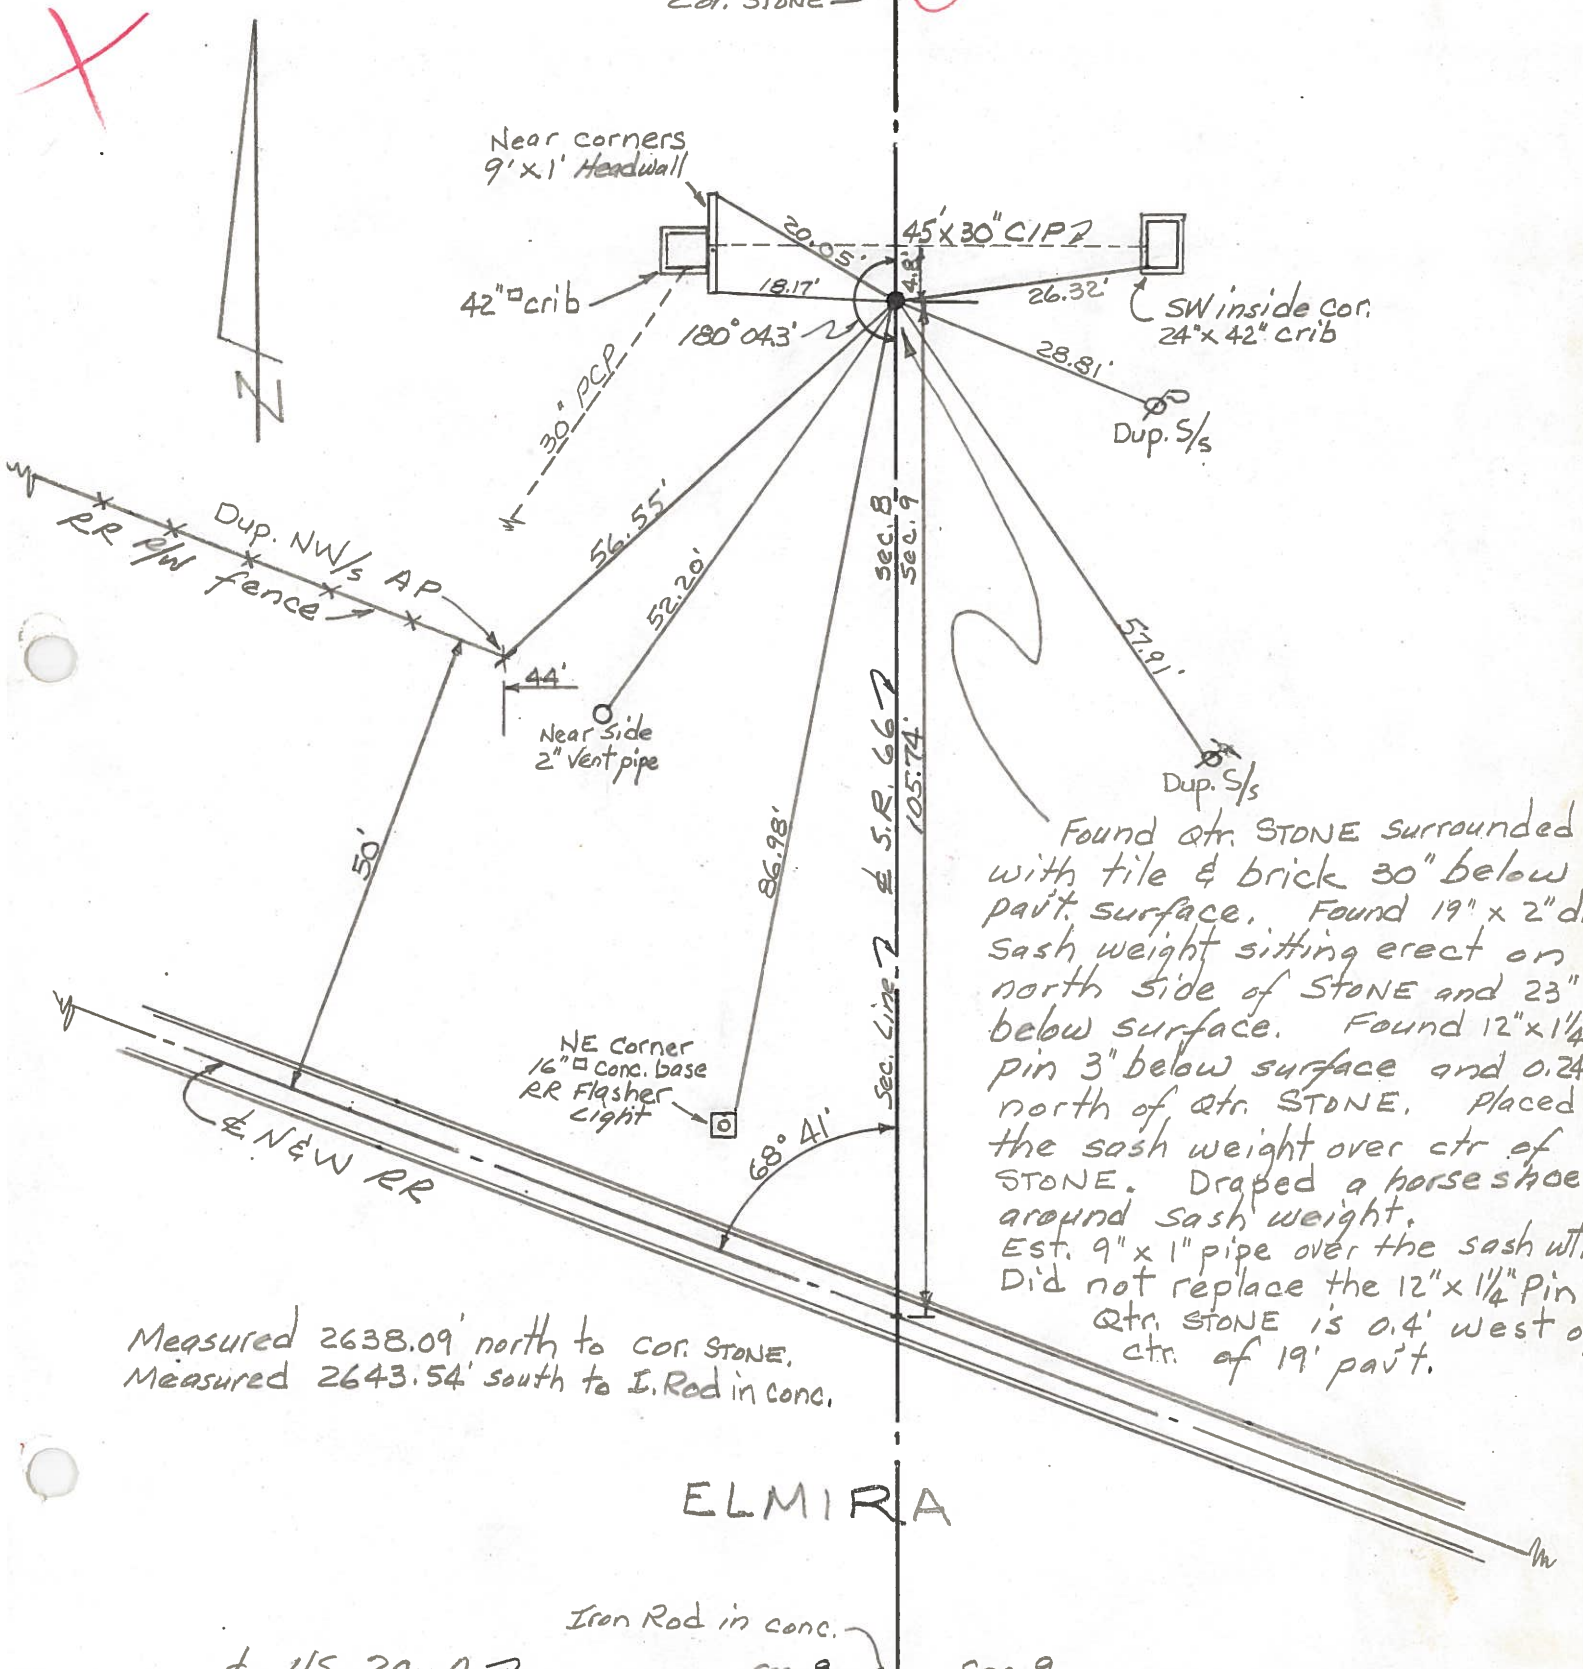 Cor. STONE
Near corners
9' x 1' Headwall
20.05'
45' x 30" CIP
4.8'
42" □ crib
18.17'
26.32'
180° 04.3'
SW inside cor.
24" x 42" crib
28.81'
Dup. S/s
30" PCP
N
Dup. NW/s AP
RR R/W fence
56.55'
52.20'
Sec. 8
Sec. 9
57.91'
44'
Near side
2" vent pipe
Dup. S/s
50'
86.98'
Sec. Line & ℄ S.R. 66
105.74'
Found Qtr. STONE surrounded
with tile & brick 30" below
pav't. surface. Found 19" x 2" d
sash weight sitting erect on
north side of STONE and 23"
below surface. Found 12" x 1¼
pin 3" below surface and 0.24
north of Qtr. STONE. Placed
the sash weight over ctr of
STONE. Draped a horseshoe
around sash weight.
Est. 9" x 1" pipe over the sash wt.
Did not replace the 12" x 1¼" Pin
Qtr. STONE is 0.4' west o
ctr. of 19' pav't.
NE Corner
16" □ conc. base
RR Flasher
Light
68° 41'
℄ N&W RR
Measured 2638.09' north to cor. STONE.
Measured 2643.54' south to I. Rod in conc.
ELMIRA
Iron Rod in conc.